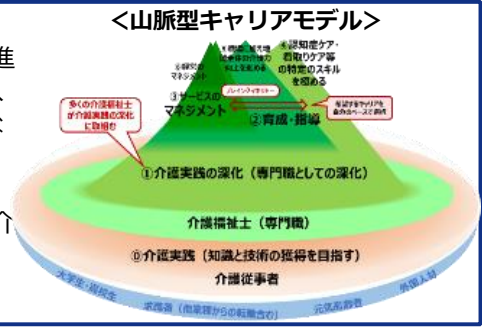 <山脈型キャリアモデル>
進
介
④認知症ケア・
看取りケア等
の特定のスキル
を極める
③サービスの
マネジメント
②育成・指導
多くの介護福祉士
が介護実践の深化
に取組む
①介護実践の深化（専門職としての深化）
介護福祉士（専門職）
⓪介護実践（知識と技術の獲得を目指す）
介護従事者
大学生・高校生
求職者（他業種からの転職含む）
元気高齢者
外国人材